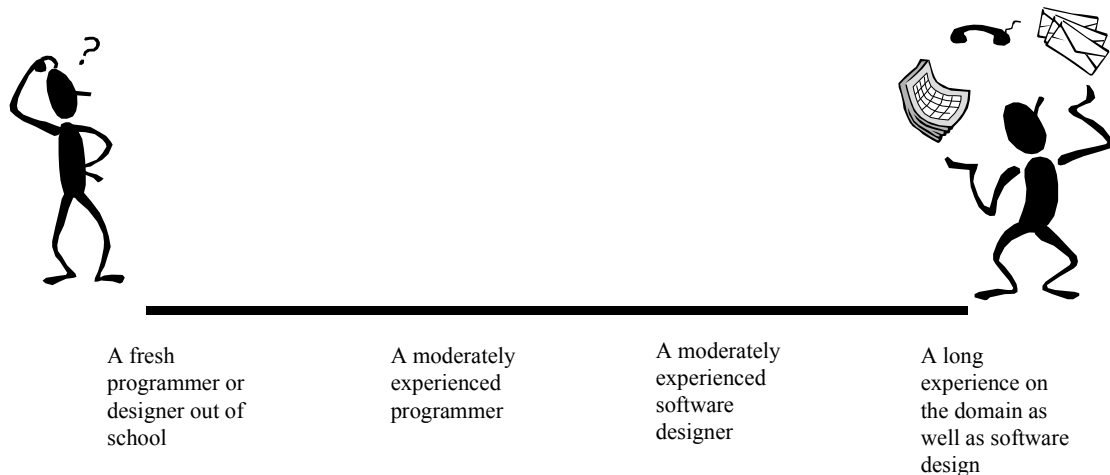 ?
A fresh
programmer or
designer out of
school
A moderately
experienced
programmer
A moderately
experienced
software
designer
A long
experience on
the domain as
well as software
design